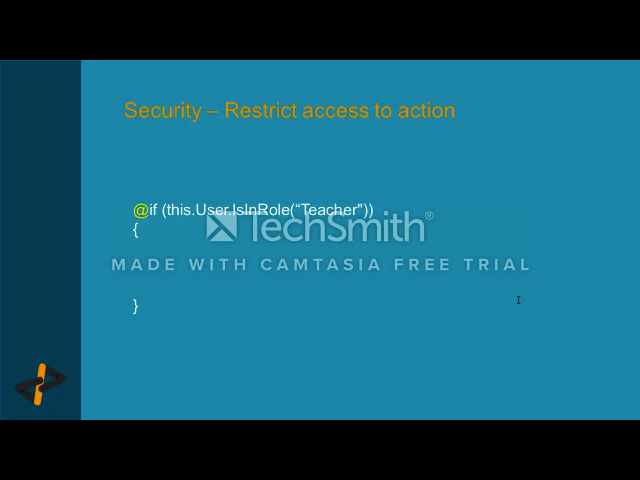 Security – Restrict access to action
@if (this.User.IsInRole(“Teacher"))
{
TechSmith®
MADE WITH CAMTASIA FREE TRIAL
}